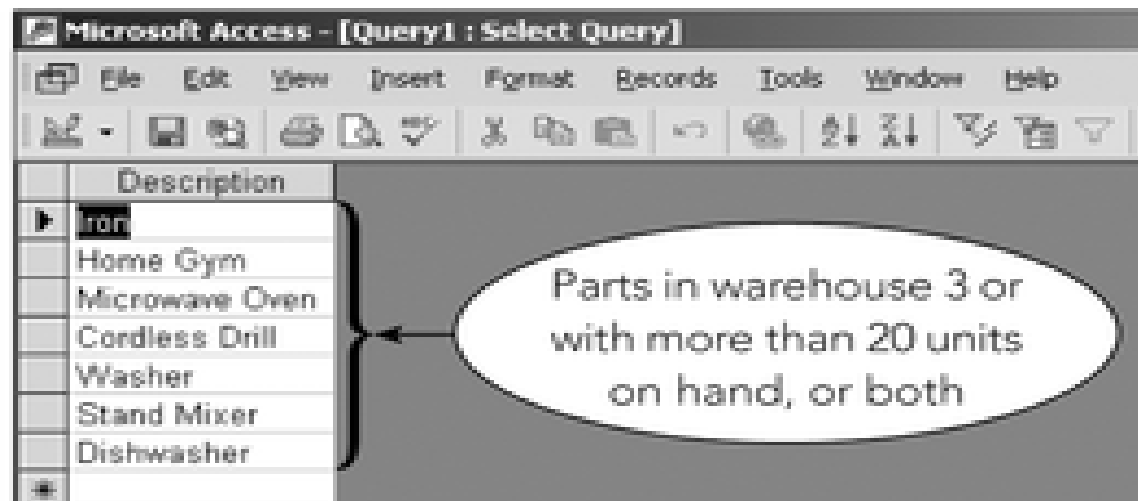 Microsoft Access - [Query1 : Select Query]
File Edit View Insert Format Records Tools Window Help
Description
Iron
Home Gym
Microwave Oven
Cordless Drill
Washer
Stand Mixer
Dishwasher
Parts in warehouse 3 or
with more than 20 units
on hand, or both